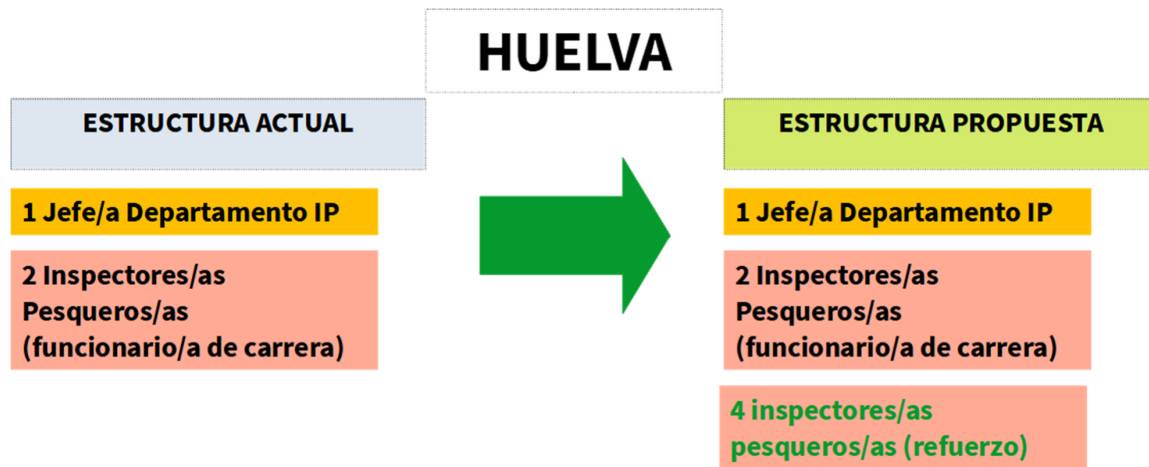 HUELVA
ESTRUCTURA ACTUAL
1 Jefe/a Departamento IP
2 Inspectores/as
Pesqueros/as
(funcionario/a de carrera)
ESTRUCTURA PROPUESTA
1 Jefe/a Departamento IP
2 Inspectores/as
Pesqueros/as
(funcionario/a de carrera)
4 inspectores/as
pesqueros/as (refuerzo)